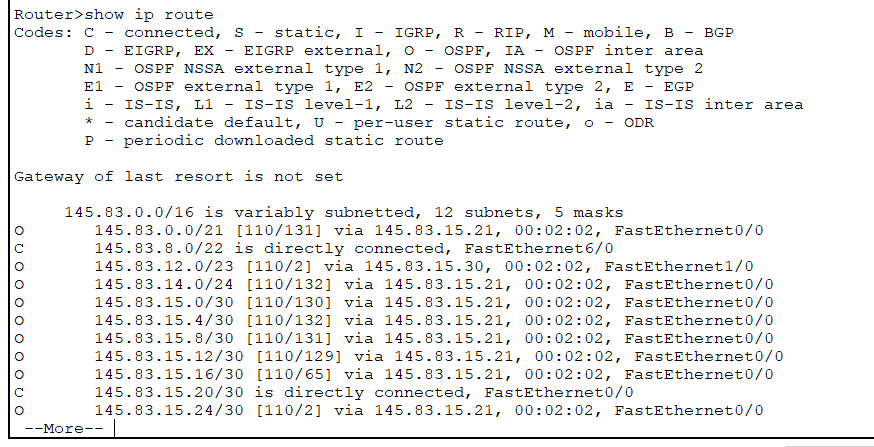 Router>show ip route
Codes: C - connected, S - static, I - IGRP, R - RIP, M - mobile, B - BGP
D - EIGRP, EX - EIGRP external, O - OSPF, IA - OSPF inter area
N1 - OSPF NSSA external type 1, N2 - OSPF NSSA external type 2
E1 - OSPF external type 1, E2 - OSPF external type 2, E - EGP
i - IS-IS, L1 - IS-IS level-1, L2 - IS-IS level-2, ia - IS-IS inter area
* - candidate default, U - per-user static route, o - ODR
P - periodic downloaded static route
Gateway of last resort is not set
145.83.0.0/16 is variably subnetted, 12 subnets, 5 masks
O 145.83.0.0/21 [110/131] via 145.83.15.21, 00:02:02, FastEthernet0/0
C 145.83.8.0/22 is directly connected, FastEthernet6/0
O 145.83.12.0/23 [110/2] via 145.83.15.30, 00:02:02, FastEthernet1/0
O 145.83.14.0/24 [110/132] via 145.83.15.21, 00:02:02, FastEthernet0/0
O 145.83.15.0/30 [110/130] via 145.83.15.21, 00:02:02, FastEthernet0/0
O 145.83.15.4/30 [110/132] via 145.83.15.21, 00:02:02, FastEthernet0/0
O 145.83.15.8/30 [110/131] via 145.83.15.21, 00:02:02, FastEthernet0/0
O 145.83.15.12/30 [110/129] via 145.83.15.21, 00:02:02, FastEthernet0/0
O 145.83.15.16/30 [110/65] via 145.83.15.21, 00:02:02, FastEthernet0/0
C 145.83.15.20/30 is directly connected, FastEthernet0/0
O 145.83.15.24/30 [110/2] via 145.83.15.21, 00:02:02, FastEthernet0/0
--More--